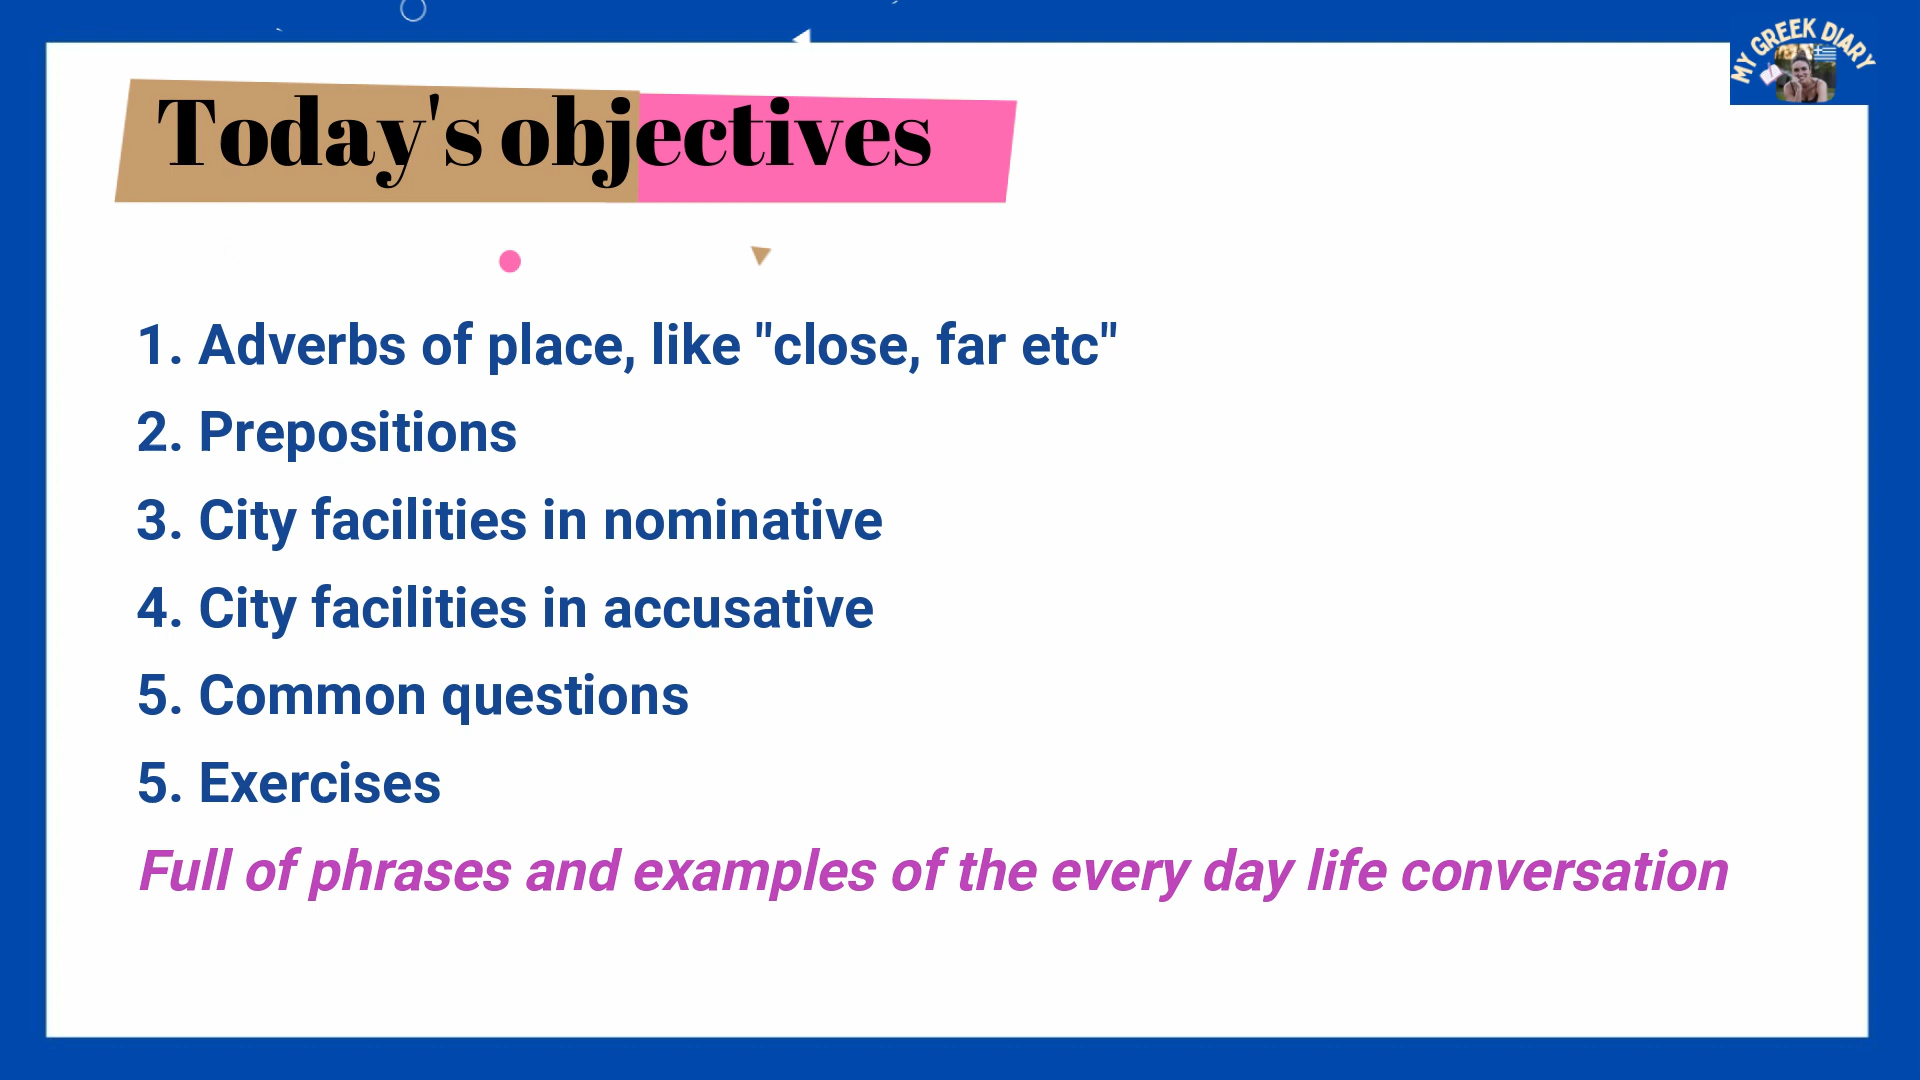 MY GREEK DIARY
Today's objectives
1. Adverbs of place, like "close, far etc"
2. Prepositions
3. City facilities in nominative
4. City facilities in accusative
5. Common questions
5. Exercises
Full of phrases and examples of the every day life conversation